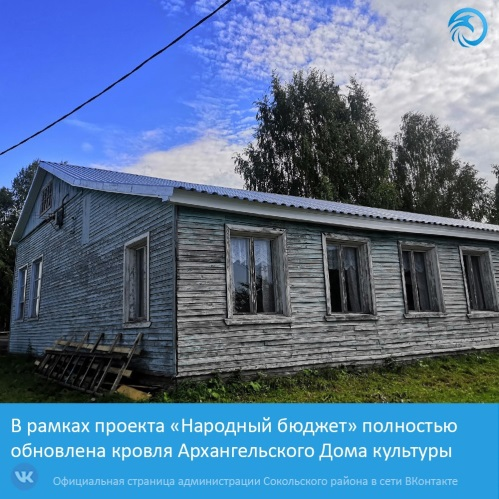 В рамках проекта «Народный бюджет» полностью
обновлена кровля Архангельского Дома культуры
Официальная страница администрации Сокольского района в сети ВКонтакте